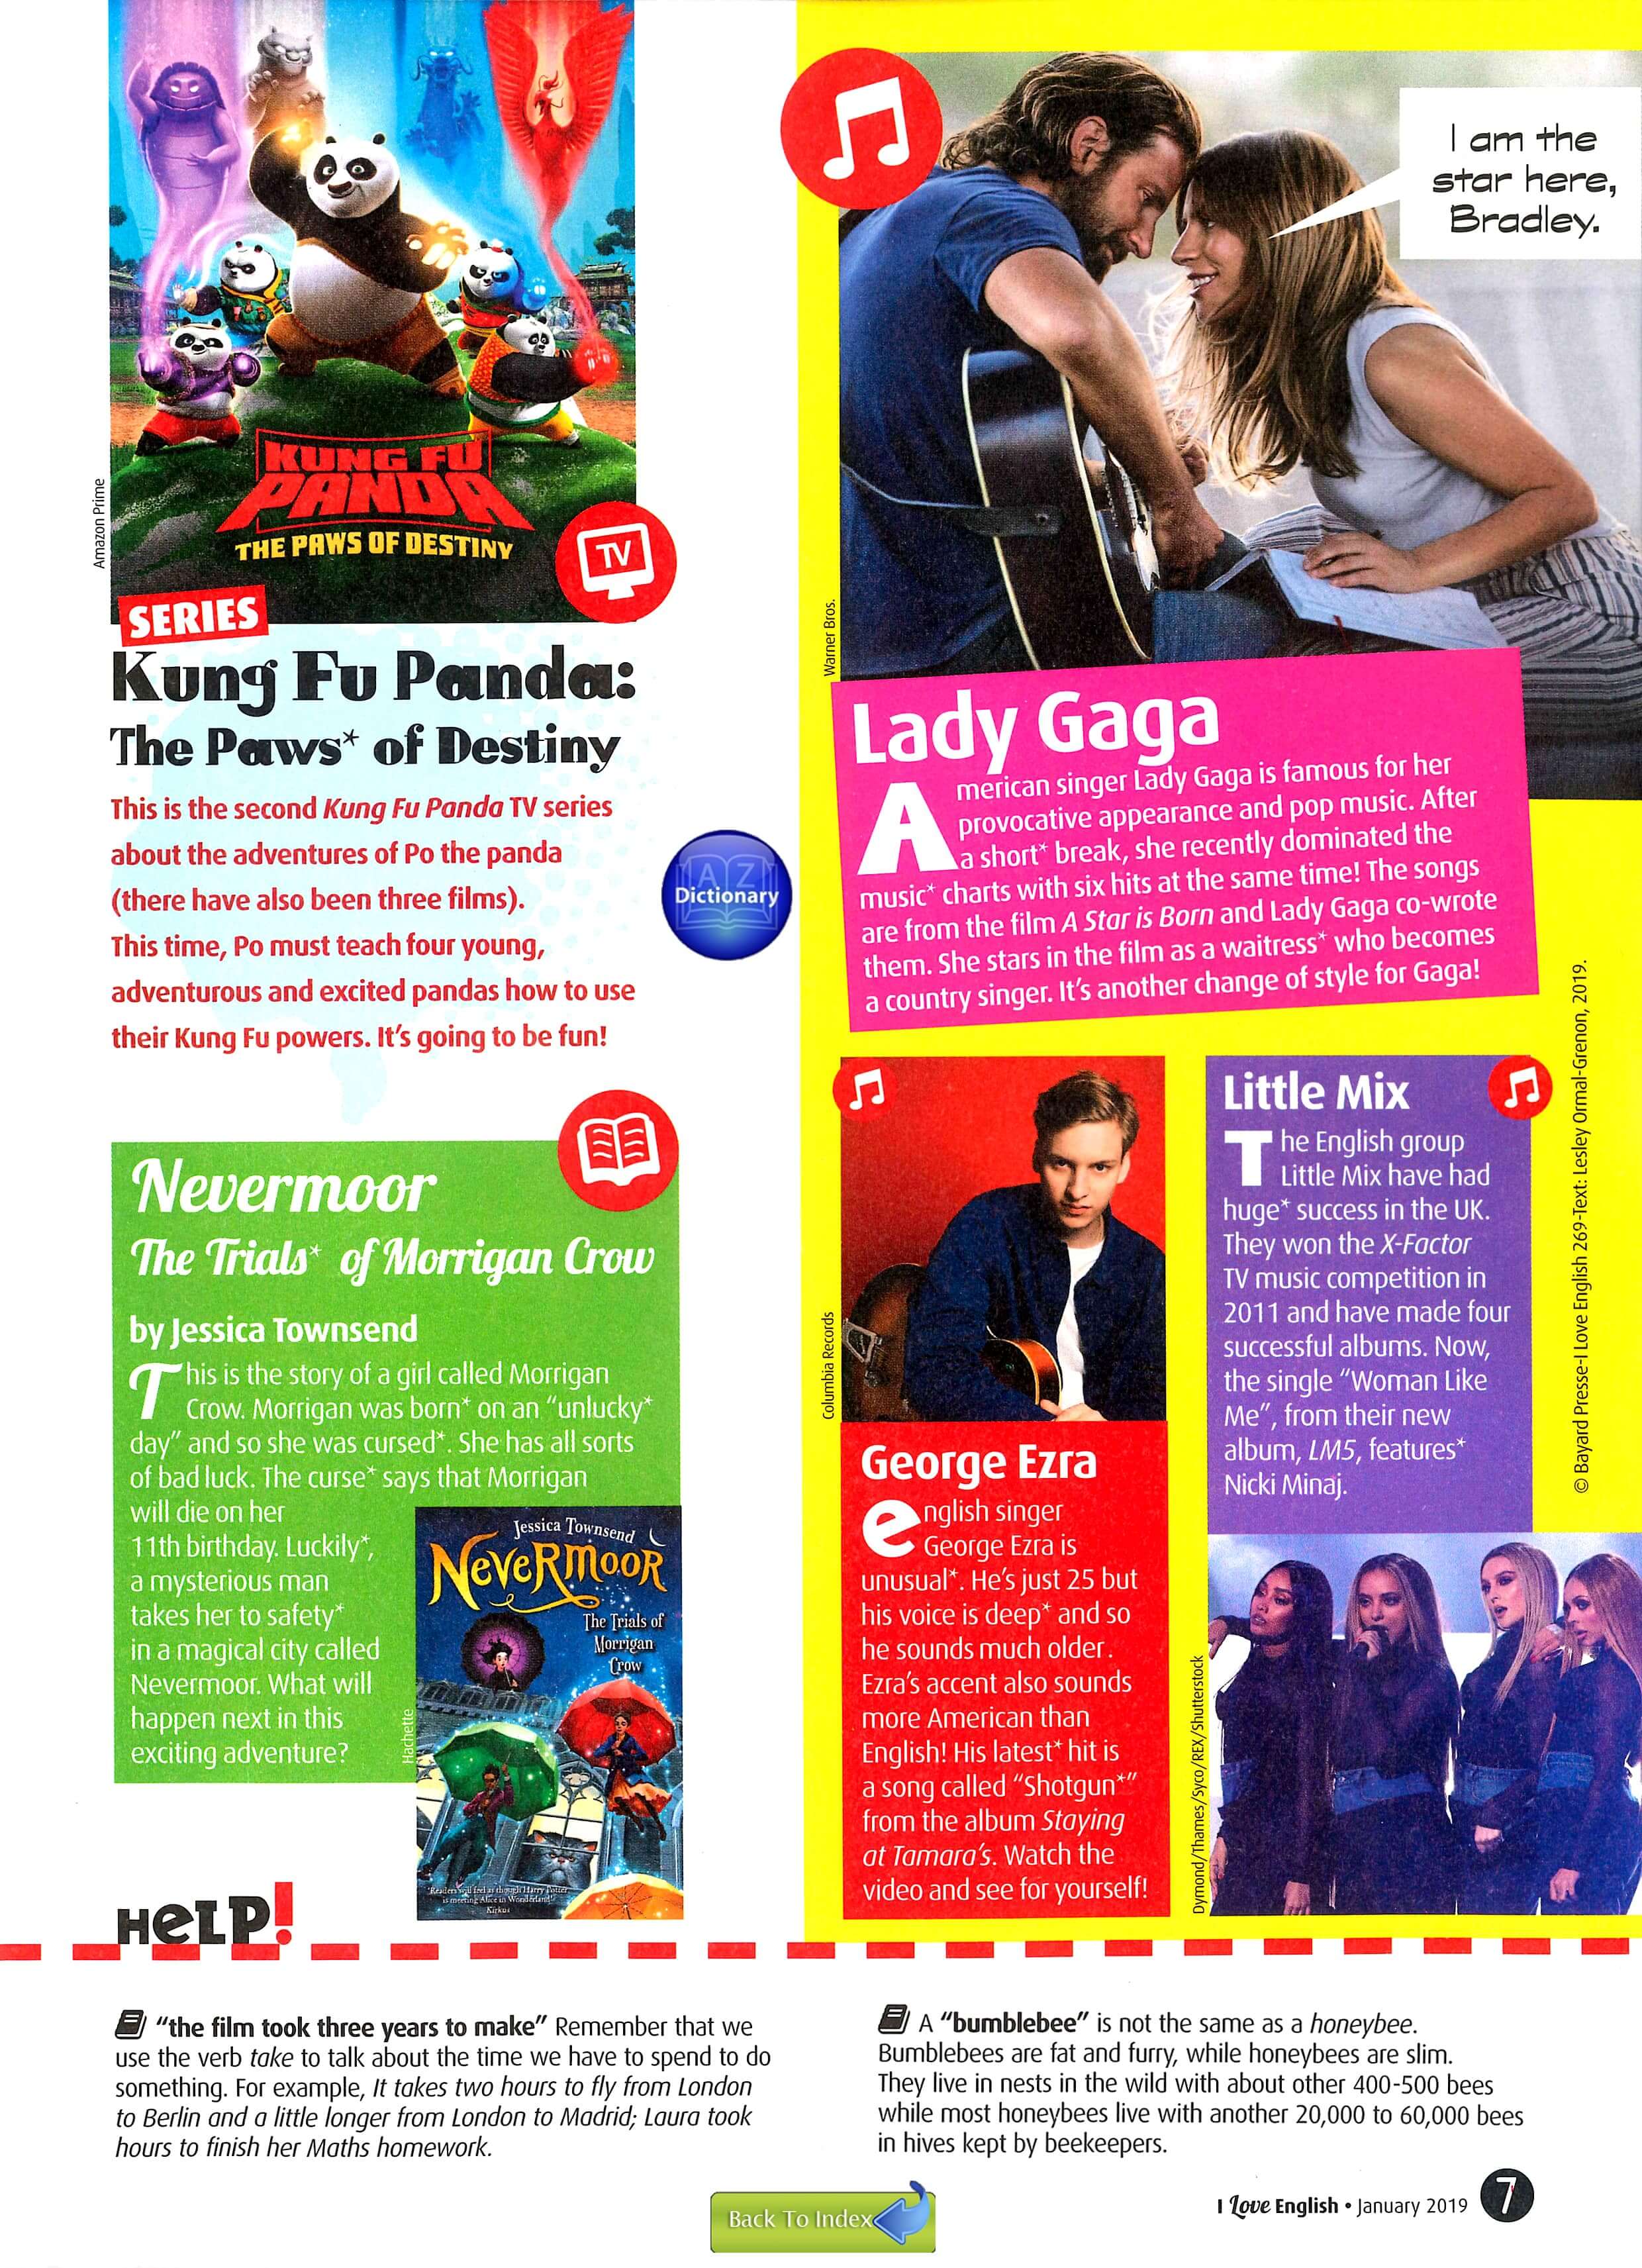 KUNG FU
PANDA
THE PAWS OF DESTINY
TV
Amazon Prime
SERIES
Kung Fu Panda:
The Paws* of Destiny
This is the second Kung Fu Panda TV series
about the adventures of Po the panda
(there have also been three films).
This time, Po must teach four young,
adventurous and excited pandas how to use
their Kung Fu powers. It's going to be fun!
A Z
Dictionary
Nevermoor
The Trials* of Morrigan Crow
by Jessica Townsend
This is the story of a girl called Morrigan
Crow. Morrigan was born* on an "unlucky*
day" and so she was cursed*. She has all sorts
of bad luck. The curse* says that Morrigan
will die on her
11th birthday. Luckily*,
a mysterious man
takes her to safety*
in a magical city called
Nevermoor. What will
happen next in this
exciting adventure?
Hachette
Jessica Townsend
NEVERMOOR
The Trials of
Morrigan
Crow
"Readers will feel as though Harry Potter
is meeting Alice in Wonderland!"
Kirkus
I am the
star here,
Bradley.
Warner Bros.
Lady Gaga
American singer Lady Gaga is famous for her
provocative appearance and pop music. After
a short* break, she recently dominated the
music* charts with six hits at the same time! The songs
are from the film A Star is Born and Lady Gaga co-wrote
them. She stars in the film as a waitress* who becomes
a country singer. It's another change of style for Gaga!
Columbia Records
George Ezra
English singer
George Ezra is
unusual*. He's just 25 but
his voice is deep* and so
he sounds much older.
Ezra's accent also sounds
more American than
English! His latest* hit is
a song called "Shotgun*"
from the album Staying
at Tamara's. Watch the
video and see for yourself!
Little Mix
The English group
Little Mix have had
huge* success in the UK.
They won the X-Factor
TV music competition in
2011 and have made four
successful albums. Now,
the single "Woman Like
Me", from their new
album, LM5, features*
Nicki Minaj.
Dymond/Thames/Syco/REX/Shutterstock
© Bayard Presse-I Love English 269-Text: Lesley Ormal-Grenon, 2019.
HELP!
"the film took three years to make" Remember that we
use the verb take to talk about the time we have to spend to do
something. For example, It takes two hours to fly from London
to Berlin and a little longer from London to Madrid; Laura took
hours to finish her Maths homework.
A "bumblebee" is not the same as a honeybee.
Bumblebees are fat and furry, while honeybees are slim.
They live in nests in the wild with about other 400-500 bees
while most honeybees live with another 20,000 to 60,000 bees
in hives kept by beekeepers.
Back To Index
I Love English • January 2019 7